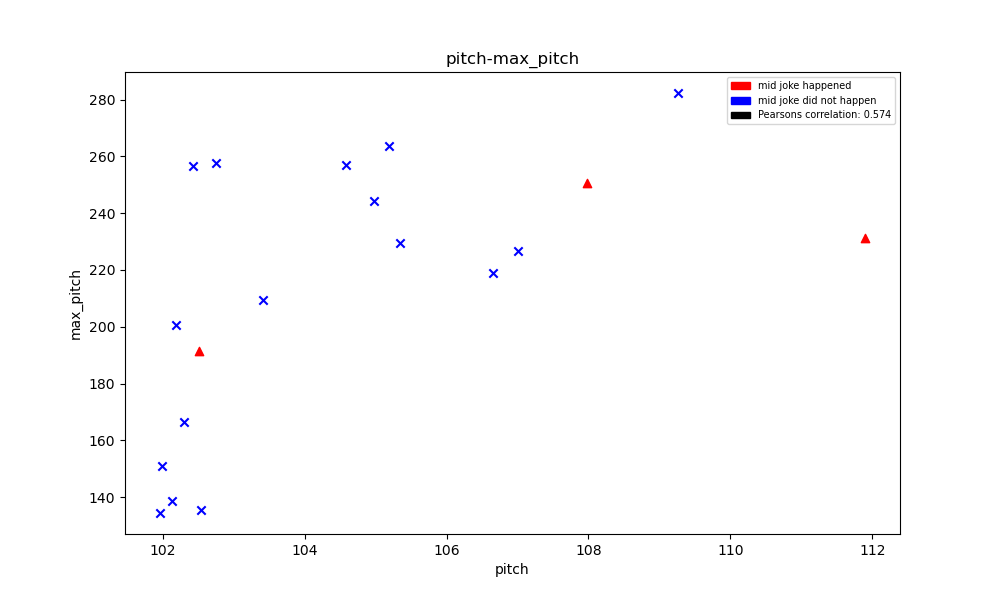 pitch-max_pitch
mid joke happened
mid joke did not happen
Pearsons correlation: 0.574
280
260
240
220
200
180
160
140
max_pitch
102 104 106 108 110 112
pitch